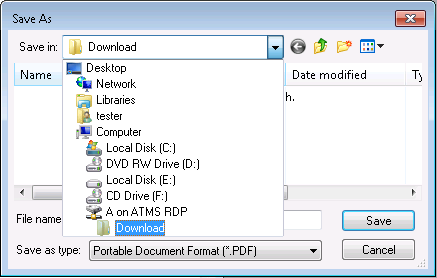 Save As
Save in: Download
Desktop
Network
Libraries
tester
Computer
Local Disk (C:)
DVD RW Drive (D:)
Local Disk (E:)
CD Drive (F:)
A on ATMS RDP
Download
Name Date modified Ty
h.
File name
Save
Save as type: Portable Document Format (*.PDF)
Cancel